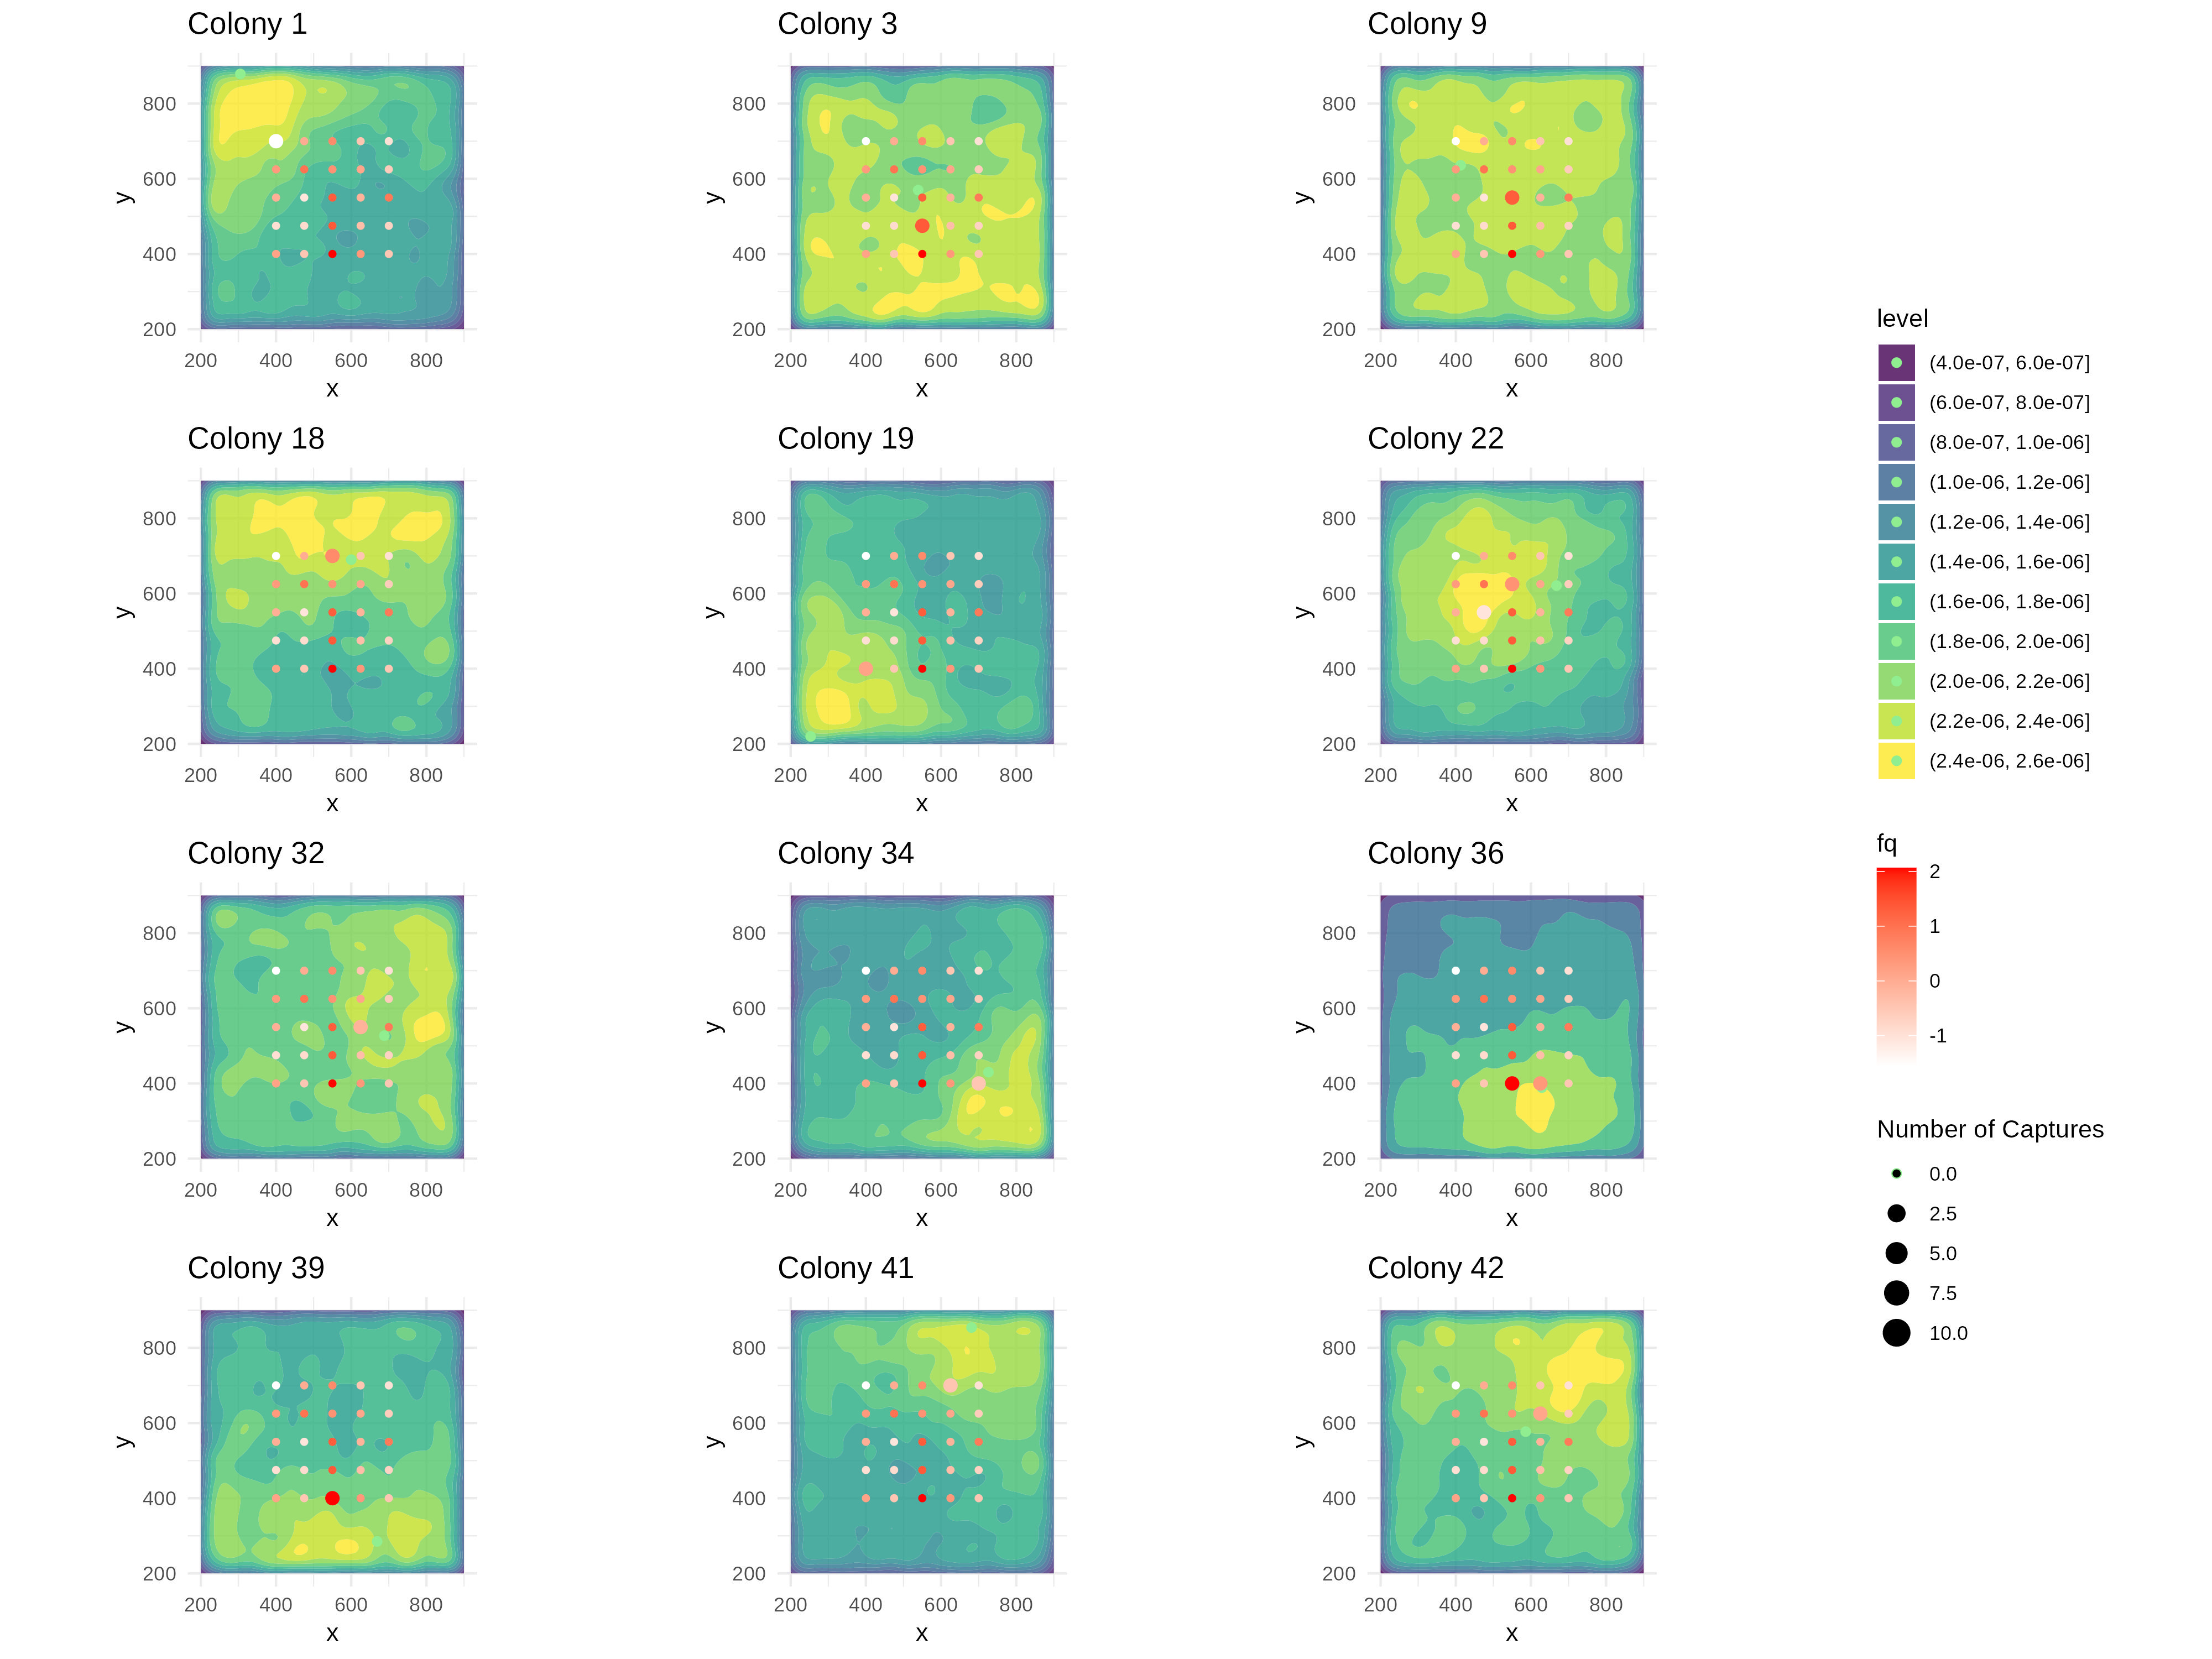 Colony 1
Colony 3
Colony 9
800
600
400
200
y
200 400 600 800
x
800
600
400
200
y
200 400 600 800
x
800
600
400
200
y
200 400 600 800
x
Colony 18
Colony 19
Colony 22
800
600
400
200
y
200 400 600 800
x
800
600
400
200
y
200 400 600 800
x
800
600
400
200
y
200 400 600 800
x
Colony 32
Colony 34
Colony 36
800
600
400
200
y
200 400 600 800
x
800
600
400
200
y
200 400 600 800
x
800
600
400
200
y
200 400 600 800
x
Colony 39
Colony 41
Colony 42
800
600
400
200
y
200 400 600 800
x
800
600
400
200
y
200 400 600 800
x
800
600
400
200
y
200 400 600 800
x
level
(4.0e-07, 6.0e-07]
(6.0e-07, 8.0e-07]
(8.0e-07, 1.0e-06]
(1.0e-06, 1.2e-06]
(1.2e-06, 1.4e-06]
(1.4e-06, 1.6e-06]
(1.6e-06, 1.8e-06]
(1.8e-06, 2.0e-06]
(2.0e-06, 2.2e-06]
(2.2e-06, 2.4e-06]
(2.4e-06, 2.6e-06]
fq
2
1
0
-1
Number of Captures
0.0
2.5
5.0
7.5
10.0